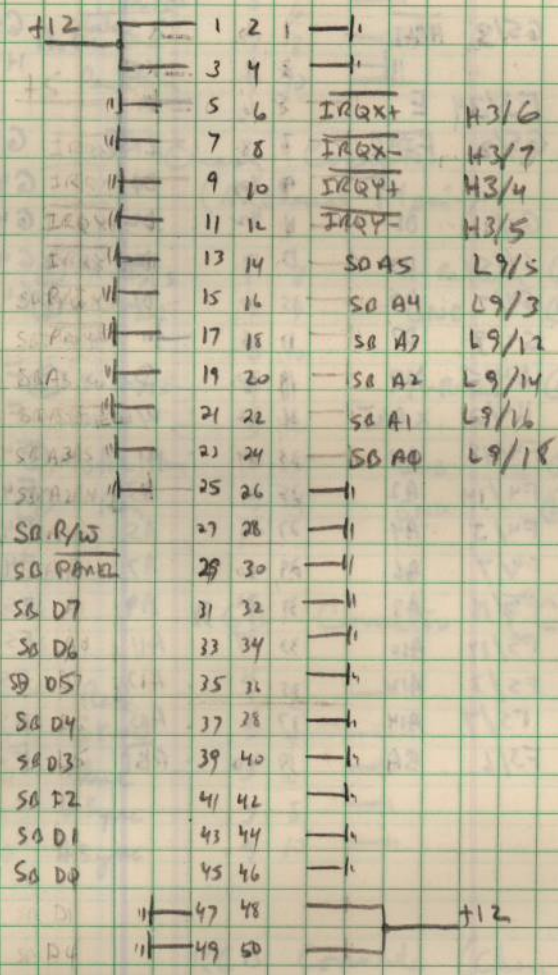 +12 1 2 1
3 4
5 6 IRQX+ H3/6
7 8 IRQX- H3/7
9 10 IRQY+ H3/4
11 12 IRQY- H3/5
13 14 SB A5 L9/5
15 16 SB A4 L9/3
17 18 SB A3 L9/12
19 20 SB A2 L9/14
21 22 SB A1 L9/16
23 24 SB A0 L9/18
25 26
SB R/W 27 28
SB PANEL 29 30
SB D7 31 32
SB D6 33 34
SB D5 35 36
SB D4 37 38
SB D3 39 40
SB D2 41 42
SB D1 43 44
SB D0 45 46
47 48 +12
49 50